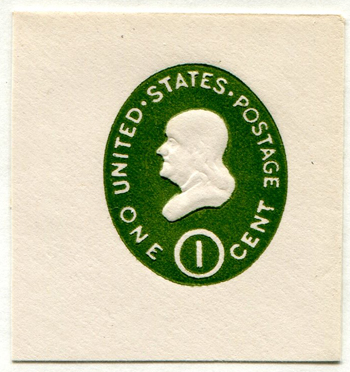 UNITED·STATES·POSTAGE
ONE 1 CENT